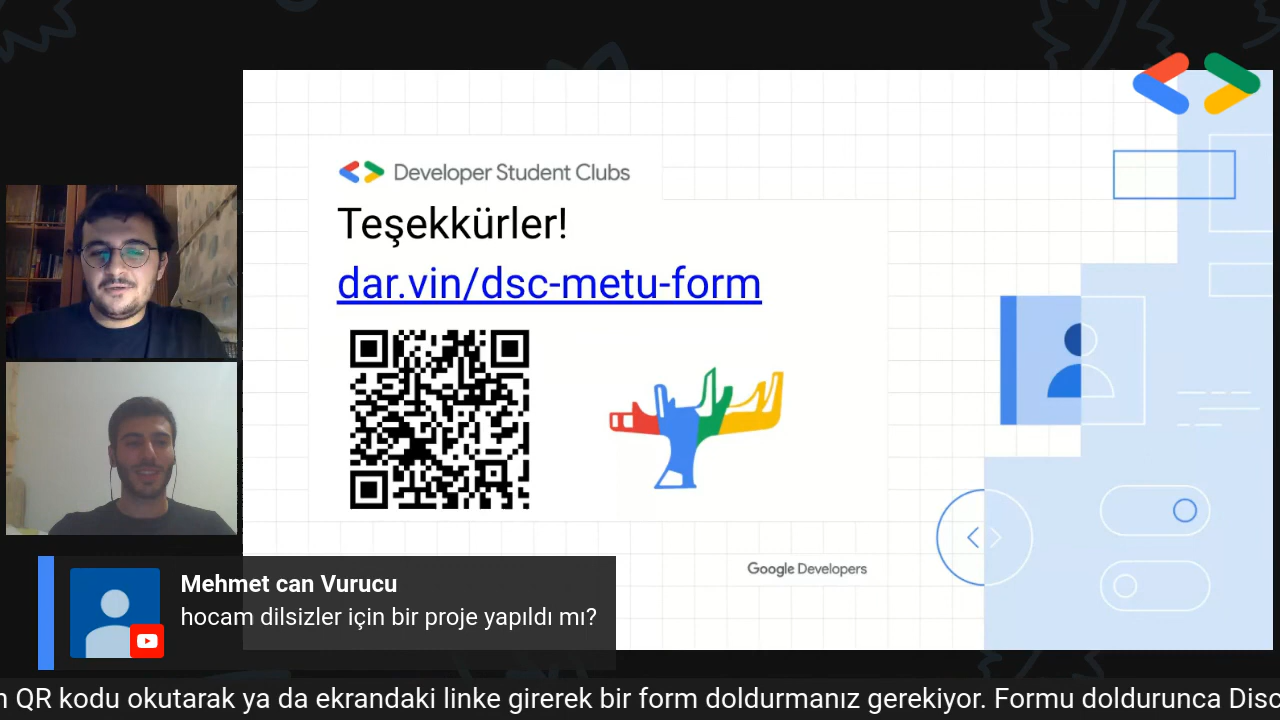 Developer Student Clubs
Teşekkürler!
dar.vin/dsc-metu-form
Google Developers
Mehmet can Vurucu
hocam dilsizler için bir proje yapıldı mı?
QR kodu okutarak ya da ekrandaki linke girerek bir form doldurmanız gerekiyor. Formu doldurunca